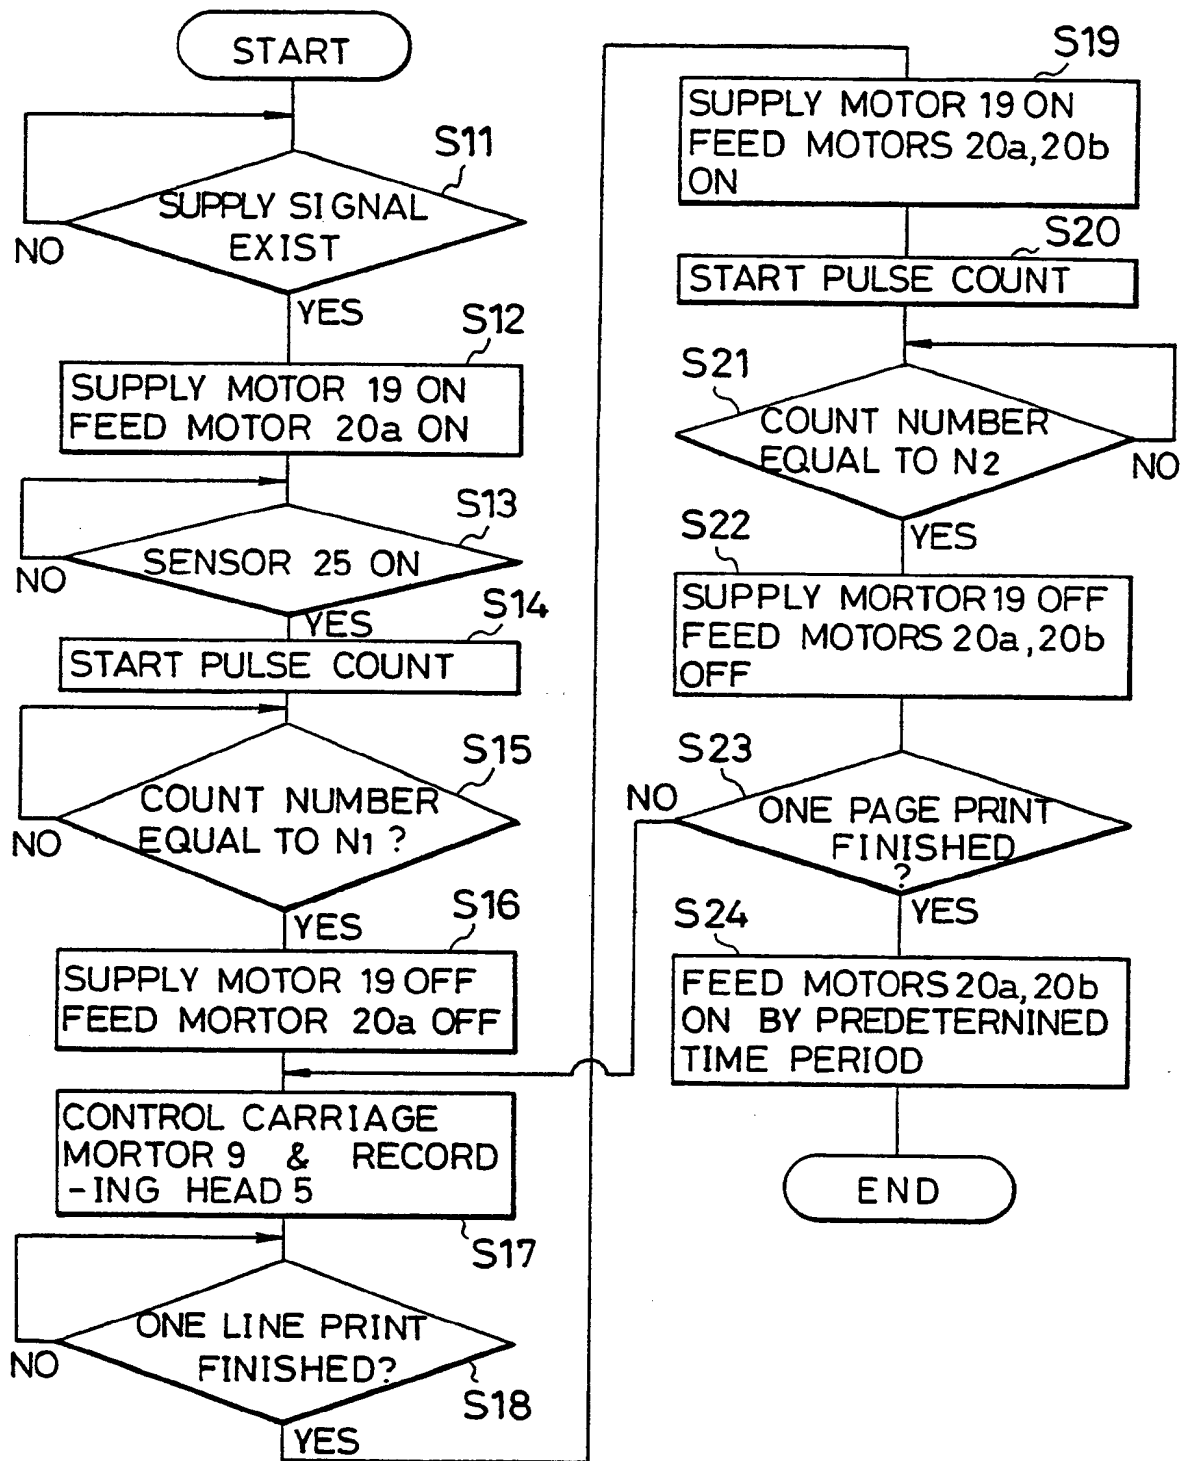 START
S11
SUPPLY SIGNAL
EXIST
NO
YES
S12
SUPPLY MOTOR 19 ON
FEED MOTOR 20a ON
S13
SENSOR 25 ON
NO
YES
S14
START PULSE COUNT
S15
COUNT NUMBER
EQUAL TO N1 ?
NO
YES
S16
SUPPLY MOTOR 19 OFF
FEED MORTOR 20a OFF
CONTROL CARRIAGE
MORTOR 9 & RECORD
-ING HEAD 5
S17
ONE LINE PRINT
FINISHED?
NO
S18
YES
S19
SUPPLY MOTOR 19 ON
FEED MOTORS 20a, 20b
ON
S20
START PULSE COUNT
S21
COUNT NUMBER
EQUAL TO N2
NO
YES
S22
SUPPLY MORTOR 19 OFF
FEED MOTORS 20a, 20b
OFF
S23
NO
ONE PAGE PRINT
FINISHED
?
YES
S24
FEED MOTORS 20a, 20b
ON BY PREDETERNINED
TIME PERIOD
END